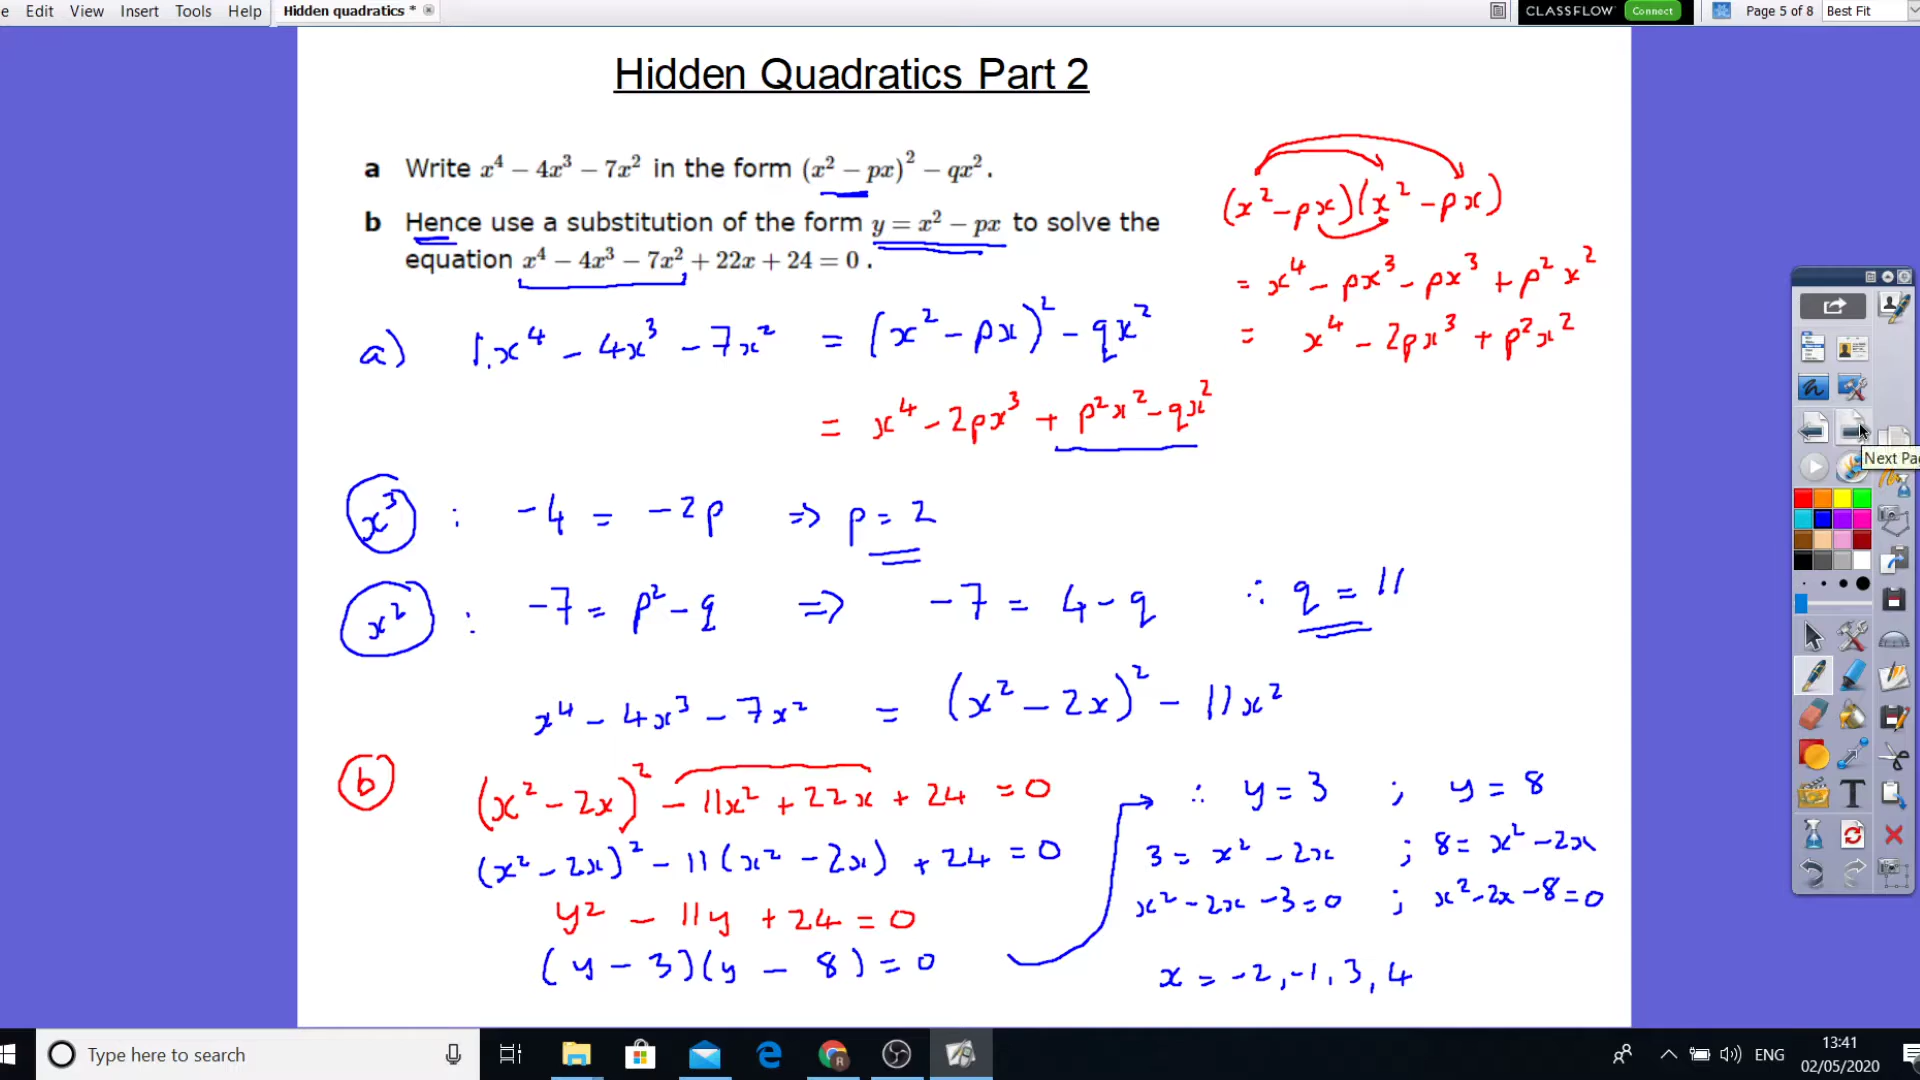 e Edit View Insert Tools Help Hidden quadratics * CLASSFLOW Connect Page 5 of 8 Best Fit
Hidden Quadratics Part 2
a Write x⁴ − 4x³ − 7x² in the form (x² − px)² − qx².
b Hence use a substitution of the form y = x² − px to solve the
equation x⁴ − 4x³ − 7x² + 22x + 24 = 0 .
(x² − px)(x² − px)
= x⁴ − px³ − px³ + p²x²
= x⁴ − 2px³ + p²x²
a) 1x⁴ − 4x³ − 7x² = (x² − px)² − qx²
= x⁴ − 2px³ + p²x² − qx²
x³ : −4 = −2p ⇒ p = 2
x² : −7 = p² − q ⇒ −7 = 4 − q ∴ q = 11
x⁴ − 4x³ − 7x² = (x² − 2x)² − 11x²
b (x² − 2x)² − 11x² + 22x + 24 = 0
(x² − 2x)² − 11(x² − 2x) + 24 = 0
y² − 11y + 24 = 0
(y − 3)(y − 8) = 0
∴ y = 3 ; y = 8
3 = x² − 2x ; 8 = x² − 2x
x² − 2x − 3 = 0 ; x² − 2x − 8 = 0
x = −2, −1, 3, 4
Next Pa
T
Type here to search
ENG
13:41
02/05/2020